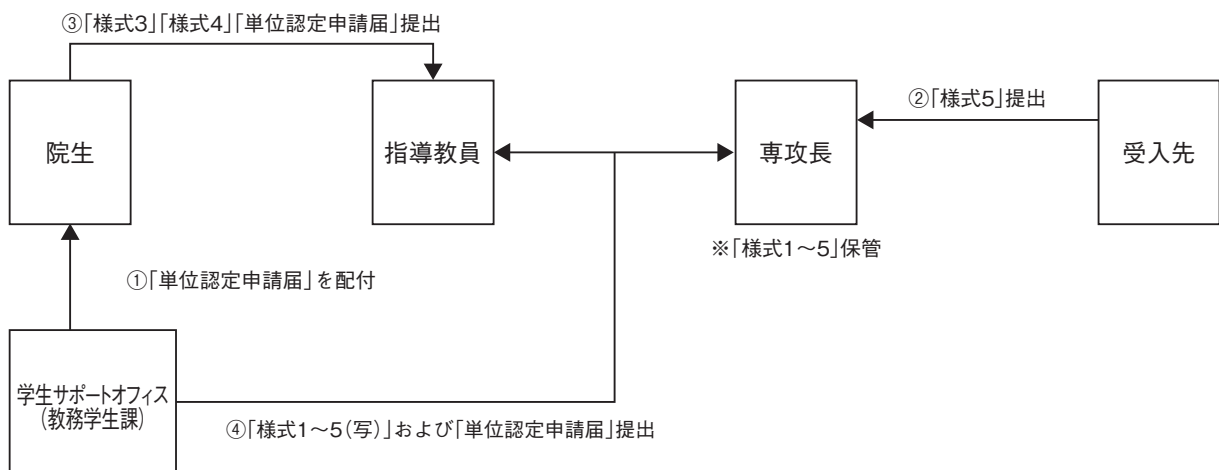 ③「様式3」「様式4」「単位認定申請届」提出
院生
指導教員
専攻長
②「様式5」提出
受入先
※「様式1～5」保管
①「単位認定申請届」を配付
学生サポートオフィス
(教務学生課)
④「様式1～5(写)」および「単位認定申請届」提出